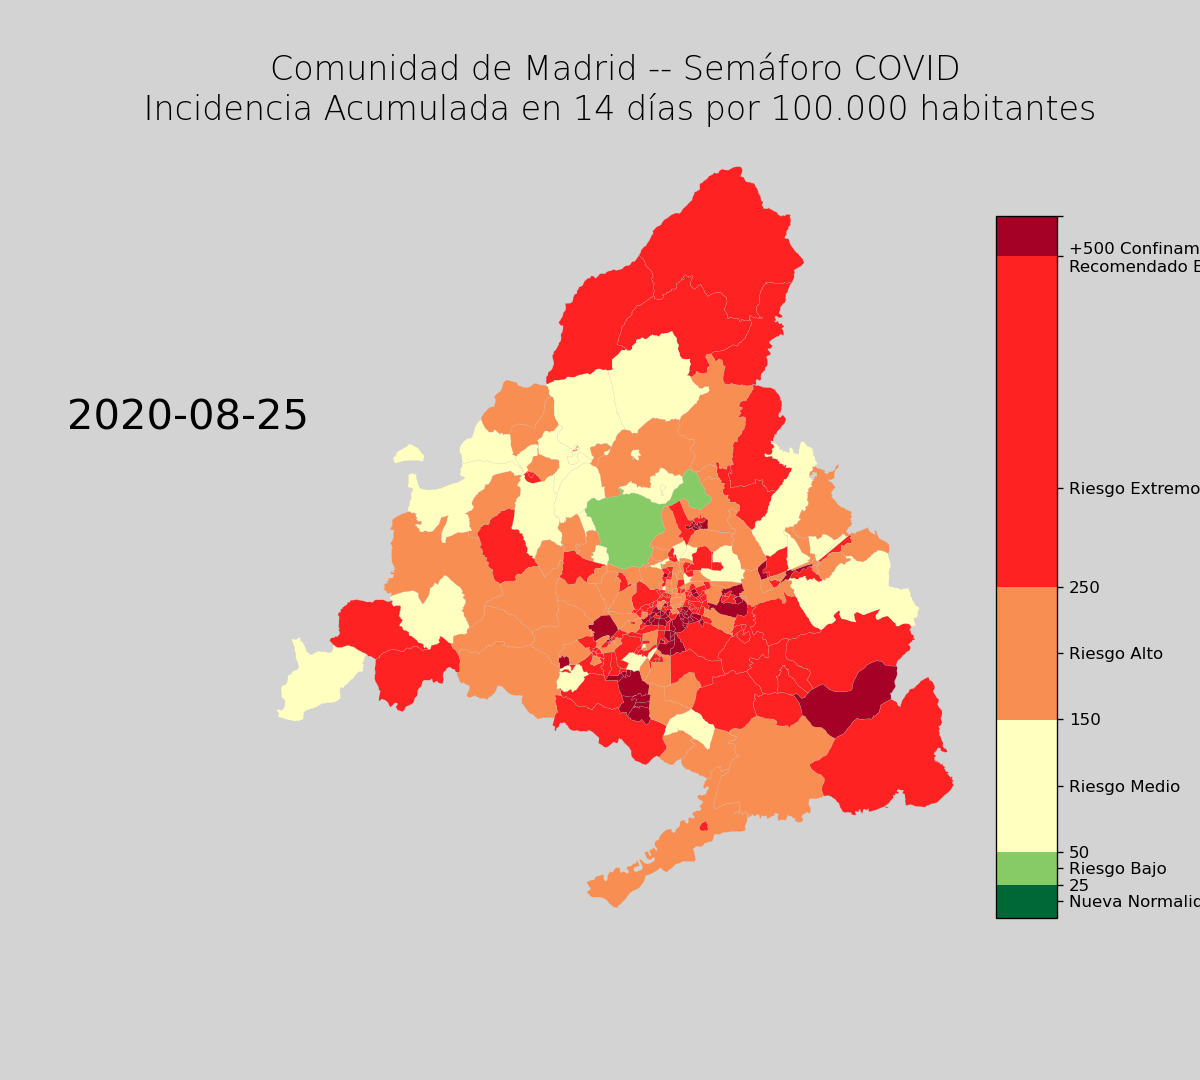 Comunidad de Madrid -- Semáforo COVID
Incidencia Acumulada en 14 días por 100.000 habitantes
2020-08-25
+500 Confinam
Recomendado E
Riesgo Extremo
250
Riesgo Alto
150
Riesgo Medio
50
Riesgo Bajo
25
Nueva Normalid